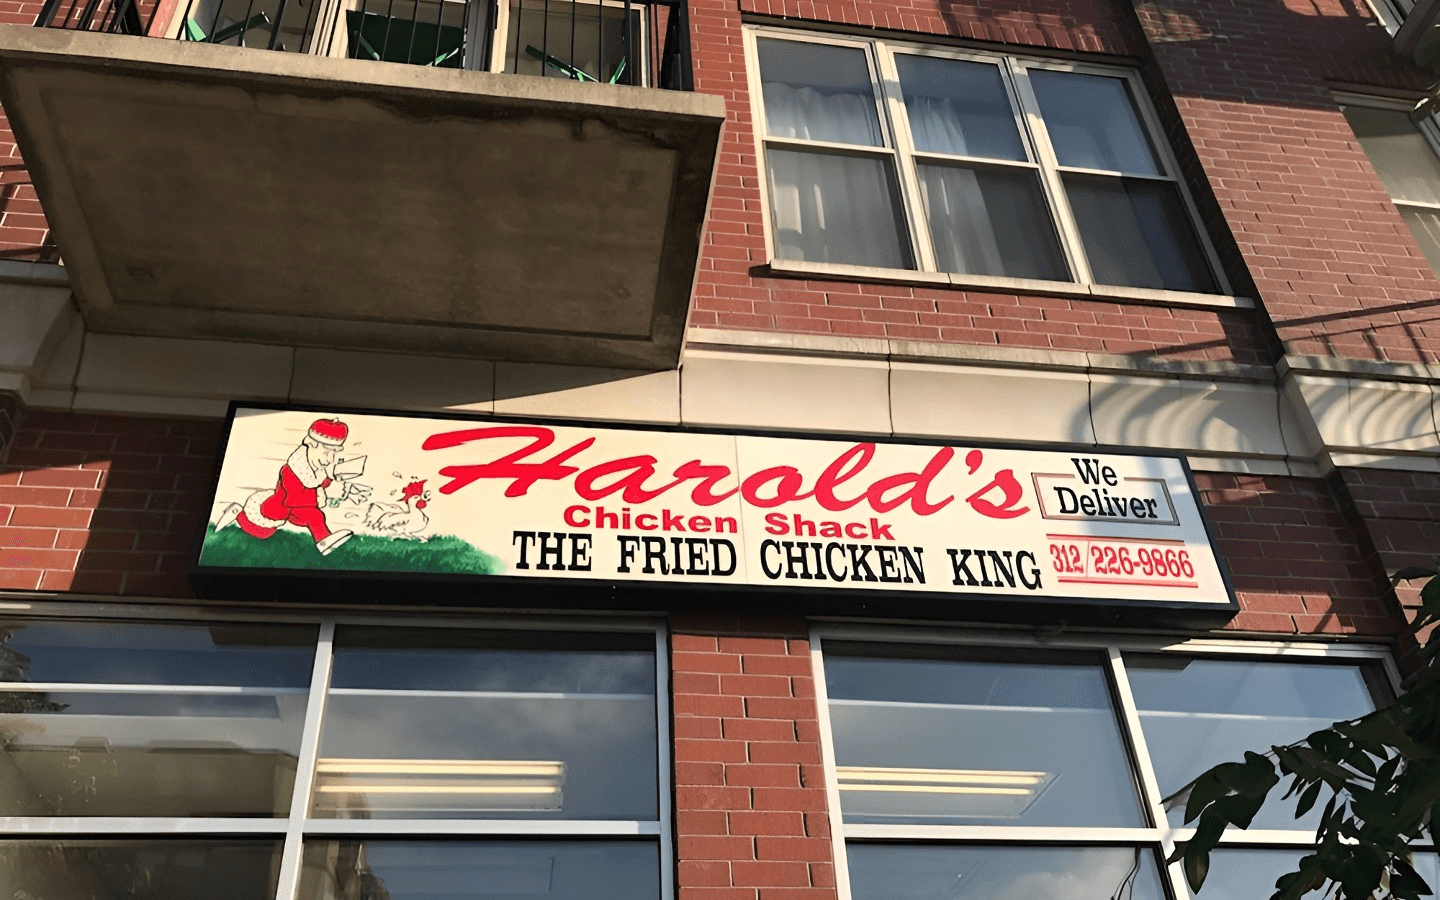 Harold's
Chicken Shack
THE FRIED CHICKEN KING
We
Deliver
312/226-9866